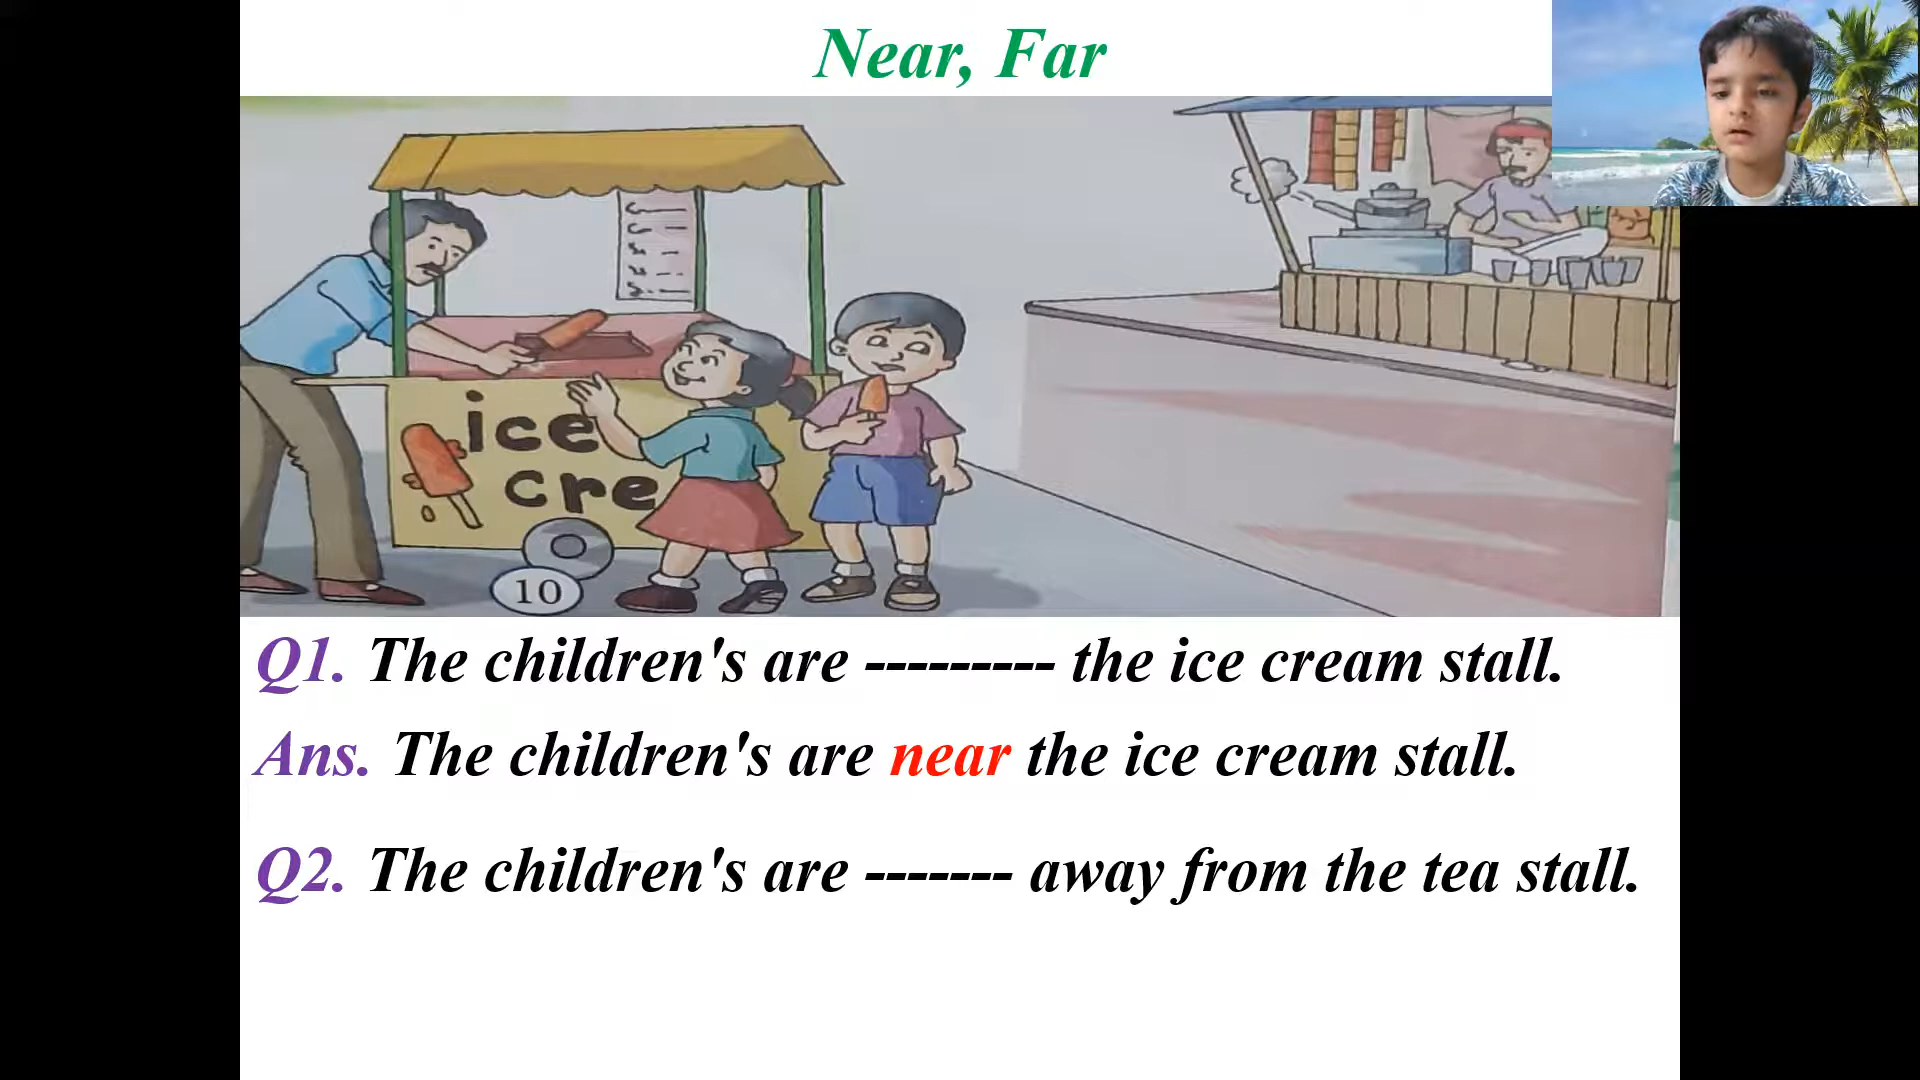 Near, Far
ice
cre
10
Q1. The children's are --------- the ice cream stall.
Ans. The children's are near the ice cream stall.
Q2. The children's are ------- away from the tea stall.